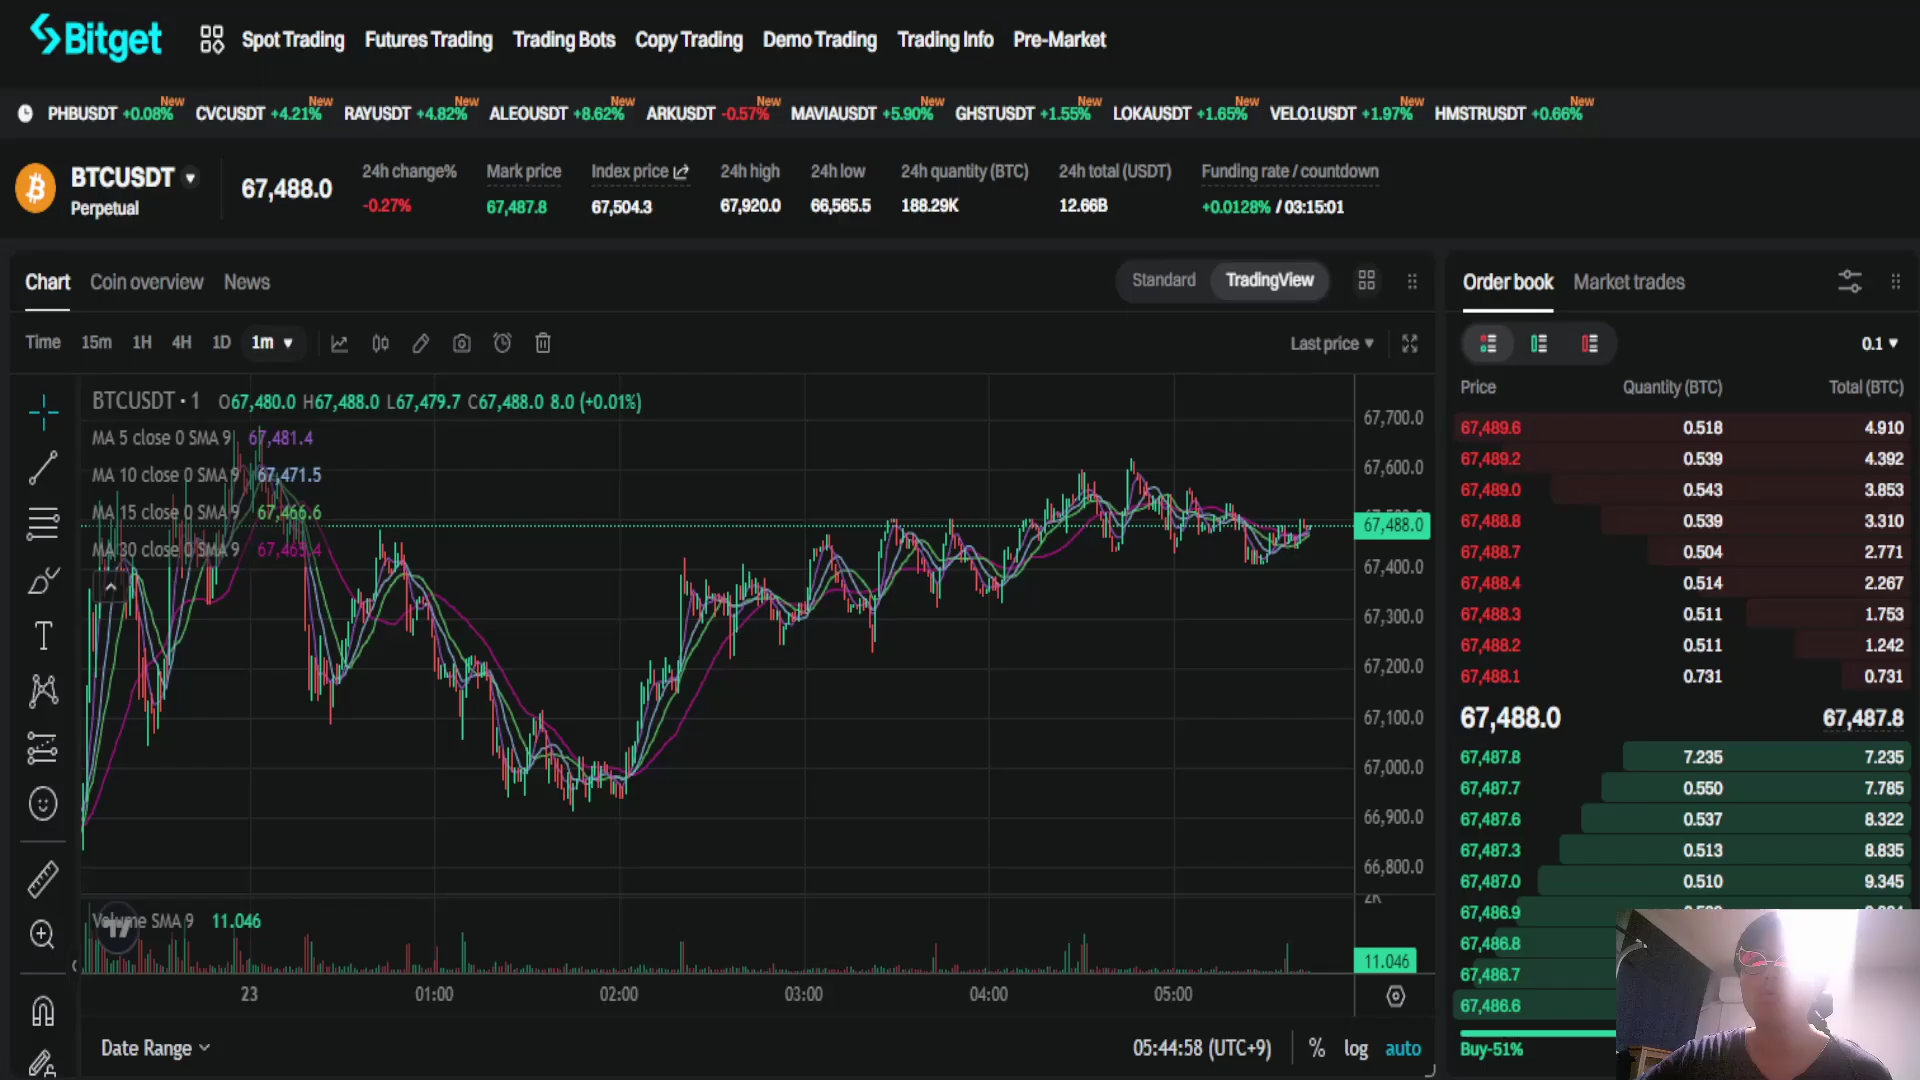 Bitget
Spot Trading Futures Trading Trading Bots Copy Trading Demo Trading Trading Info Pre-Market
PHBUSDT +0.08% New CVCUSDT +4.21% New RAYUSDT +4.82% New ALEOUSDT +8.62% New ARKUSDT -0.57% New MAVIAUSDT +5.90% New GHSTUSDT +1.55% New LOKAUSDT +1.65% New VELO1USDT +1.97% New HMSTRUSDT +0.66% New
BTCUSDT
Perpetual
67,488.0
24h change% Mark price Index price 24h high 24h low 24h quantity (BTC) 24h total (USDT) Funding rate / countdown
-0.27% 67,487.8 67,504.3 67,920.0 66,565.5 188.29K 12.66B +0.0128% / 03:15:01
Chart Coin overview News
Standard TradingView
Time 15m 1H 4H 1D 1m
Last price
BTCUSDT · 1 O67,480.0 H67,488.0 L67,479.7 C67,488.0 8.0 (+0.01%)
MA 5 close 0 SMA 9 67,481.4
MA 10 close 0 SMA 9 67,471.5
MA 15 close 0 SMA 9 67,466.6
MA 30 close 0 SMA 9
67,700.0
67,600.0
67,488.0
67,400.0
67,300.0
67,200.0
67,100.0
67,000.0
66,900.0
66,800.0
Volume SMA 9 11.046
2K
11.046
23 01:00 02:00 03:00 04:00 05:00
Date Range
05:44:58 (UTC+9) % log auto
Order book Market trades
0.1
Price Quantity (BTC) Total (BTC)
67,489.6 0.518 4.910
67,489.2 0.539 4.392
67,489.0 0.543 3.853
67,488.8 0.539 3.310
67,488.7 0.504 2.771
67,488.4 0.514 2.267
67,488.3 0.511 1.753
67,488.2 0.511 1.242
67,488.1 0.731 0.731
67,488.0 67,487.8
67,487.8 7.235 7.235
67,487.7 0.550 7.785
67,487.6 0.537 8.322
67,487.3 0.513 8.835
67,487.0 0.510 9.345
67,486.9
67,486.8
67,486.7
67,486.6
Buy-51%